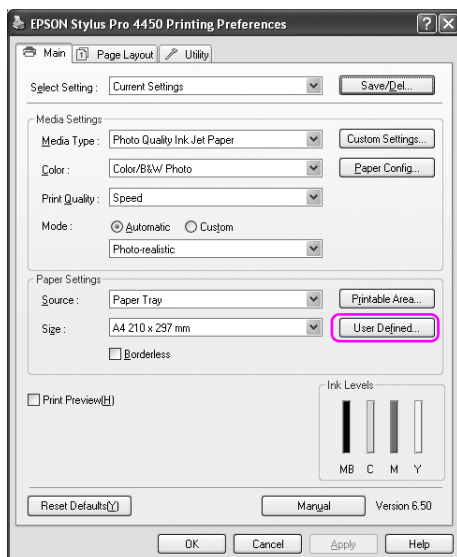 EPSON Stylus Pro 4450 Printing Preferences
Main Page Layout Utility
Select Setting : Current Settings Save/Del...
Media Settings
Media Type : Photo Quality Ink Jet Paper Custom Settings...
Color : Color/B&W Photo Paper Config...
Print Quality : Speed
Mode : Automatic Custom
Photo-realistic
Paper Settings
Source : Paper Tray Printable Area...
Size : A4 210 x 297 mm User Defined...
Borderless
Print Preview(H)
Ink Levels
MB C M Y
Reset Defaults(Y) Manual Version 6.50
OK Cancel Apply Help